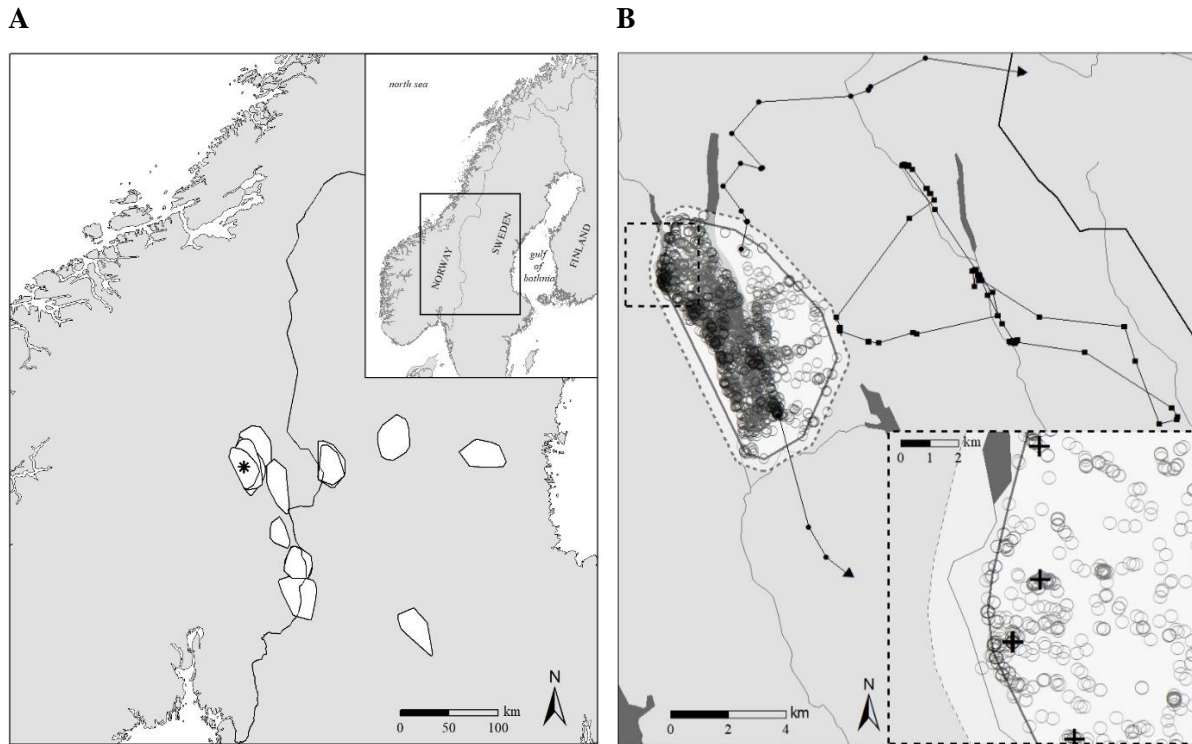 A
B
north sea
NORWAY
SWEDEN
gulf
of
bothnia
FINLAND
N
km
0 50 100
km
0 1 2
N
km
0 2 4